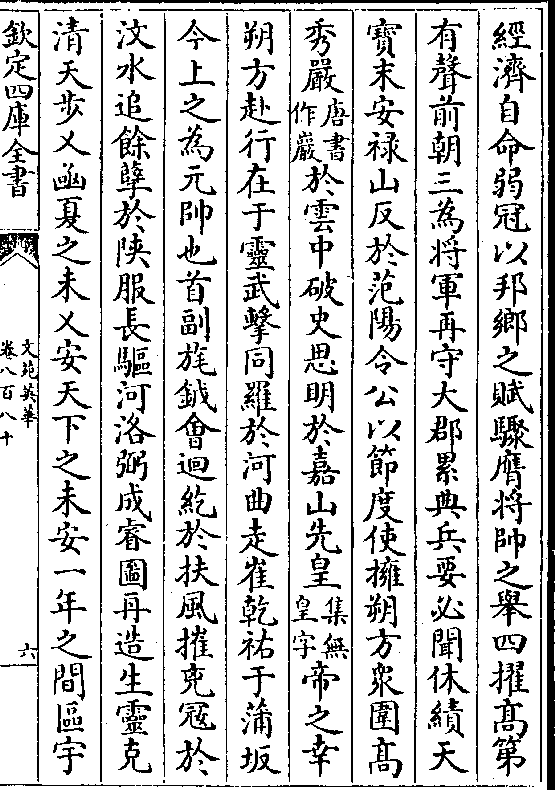 經濟自命弱冠以邦鄉之賦驟膺將帥之舉四擢髙第
有聲前朝三為將軍再守大郡累典兵要必聞休績天
寶末安禄山反於范陽令公以節度使擁朔方衆圍髙
秀嚴唐書作巖於雲中破史思明於嘉山先皇集無皇字帝之幸
朔方赴行在于靈武擊同羅於河曲走崔乾祐于蒲坂
今上之為元帥也首副旄鉞會迴紇於扶風摧兇冦於
汶水追餘孽於陜服長驅河洛弼成睿圖再造生靈克
清天步乂凾夏之未乂安天下之未安一年之間區宇
欽定四庫全書
文苑英華
卷八百八十
六